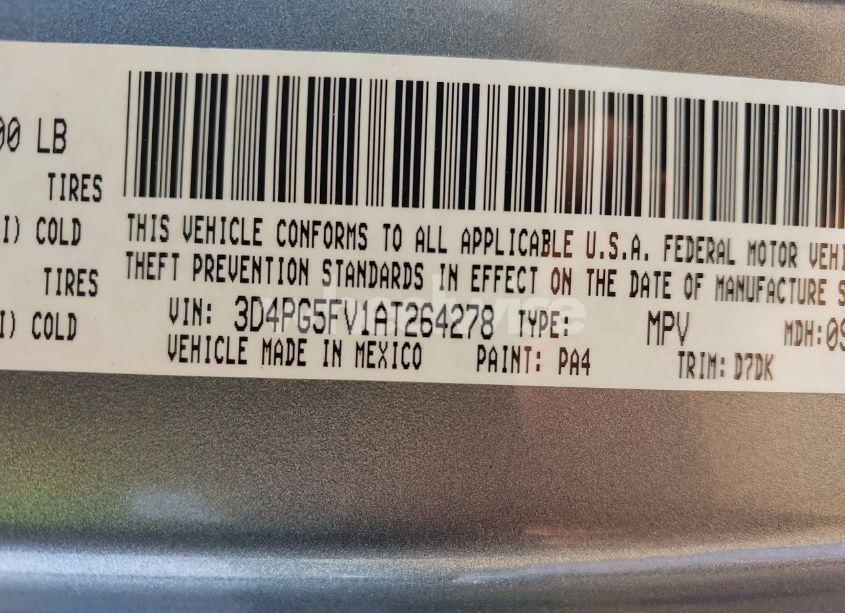 00 LB
TIRES
I) COLD
TIRES
I) COLD
THIS VEHICLE CONFORMS TO ALL APPLICABLE U.S.A. FEDERAL MOTOR VEHI
THEFT PREVENTION STANDARDS IN EFFECT ON THE DATE OF MANUFACTURE S
VIN: 3D4PG5FV1AT264278 TYPE: MPV MDH: 09
VEHICLE MADE IN MEXICO PAINT: PA4 TRIM: D7DK